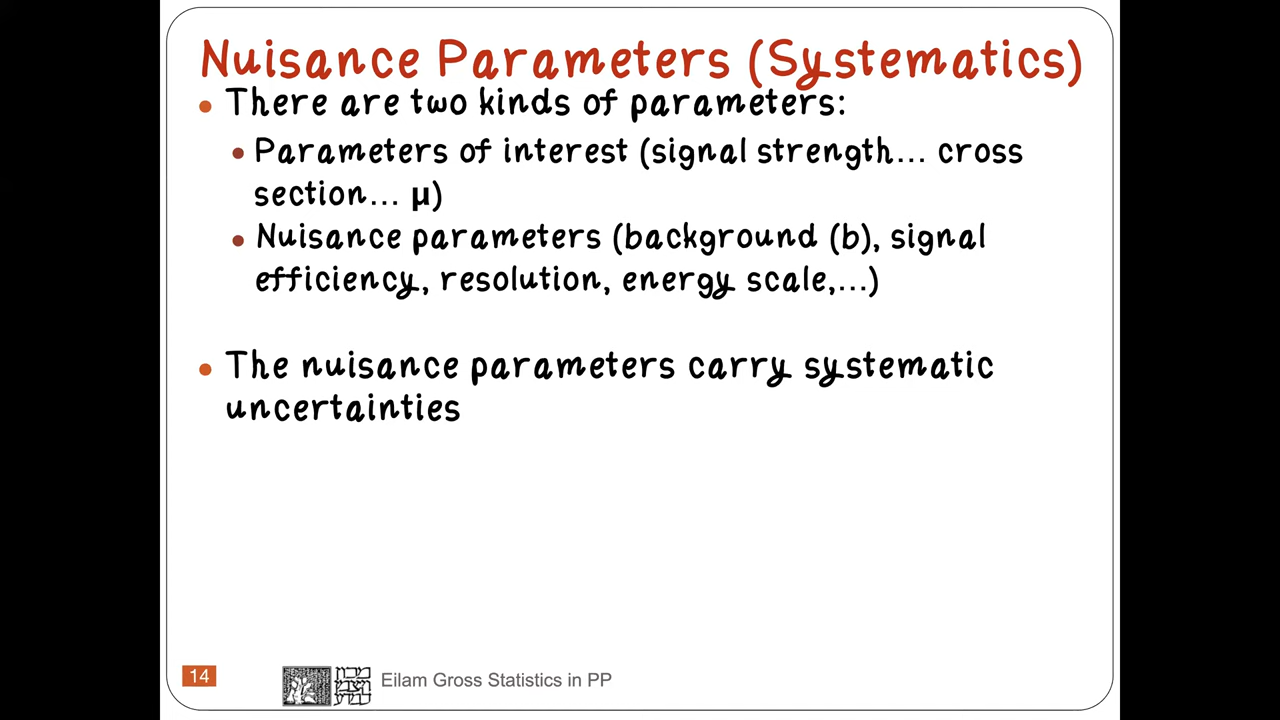 Nuisance Parameters (Systematics)
• There are two kinds of parameters:
• Parameters of interest (signal strength... cross
section... μ)
• Nuisance parameters (background (b), signal
efficiency, resolution, energy scale,...)
• The nuisance parameters carry systematic
uncertainties
14
Eilam Gross Statistics in PP